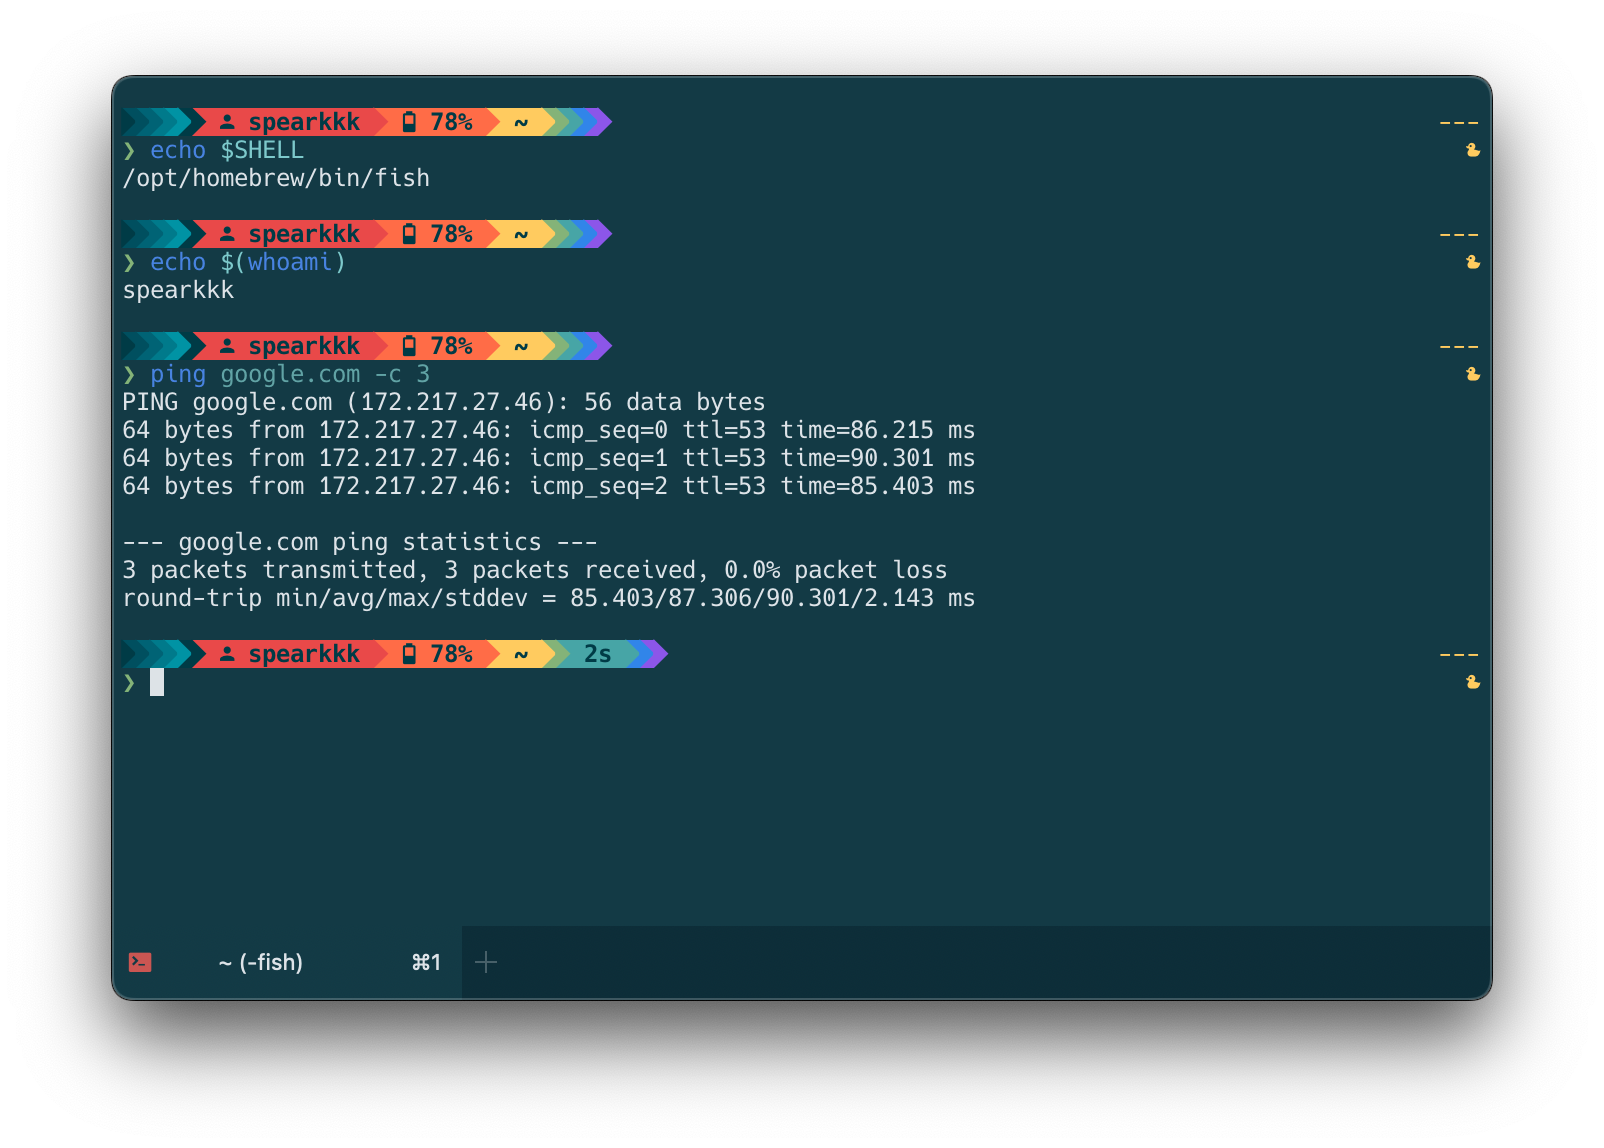 spearkkk 78% ~ ---
❯ echo $SHELL
/opt/homebrew/bin/fish
spearkkk 78% ~ ---
❯ echo $(whoami)
spearkkk
spearkkk 78% ~ ---
❯ ping google.com -c 3
PING google.com (172.217.27.46): 56 data bytes
64 bytes from 172.217.27.46: icmp_seq=0 ttl=53 time=86.215 ms
64 bytes from 172.217.27.46: icmp_seq=1 ttl=53 time=90.301 ms
64 bytes from 172.217.27.46: icmp_seq=2 ttl=53 time=85.403 ms
--- google.com ping statistics ---
3 packets transmitted, 3 packets received, 0.0% packet loss
round-trip min/avg/max/stddev = 85.403/87.306/90.301/2.143 ms
spearkkk 78% ~ 2s ---
❯
~ (-fish) ⌘1